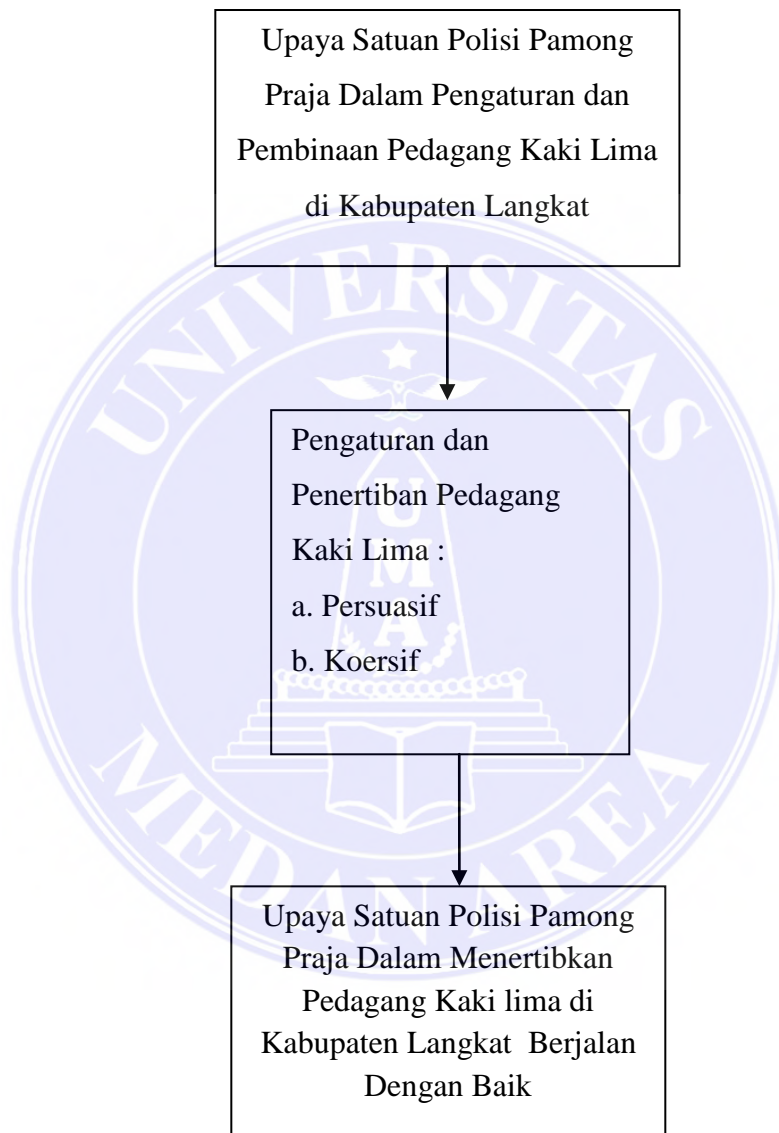 Upaya Satuan Polisi Pamong
Praja Dalam Pengaturan dan
Pembinaan Pedagang Kaki Lima
di Kabupaten Langkat
UNIVERSITAS
Pengaturan dan
Penertiban Pedagang
Kaki Lima :
a. Persuasif
b. Koersif
U
M
A
MEDAN AREA
Upaya Satuan Polisi Pamong
Praja Dalam Menertibkan
Pedagang Kaki lima di
Kabupaten Langkat  Berjalan
Dengan Baik